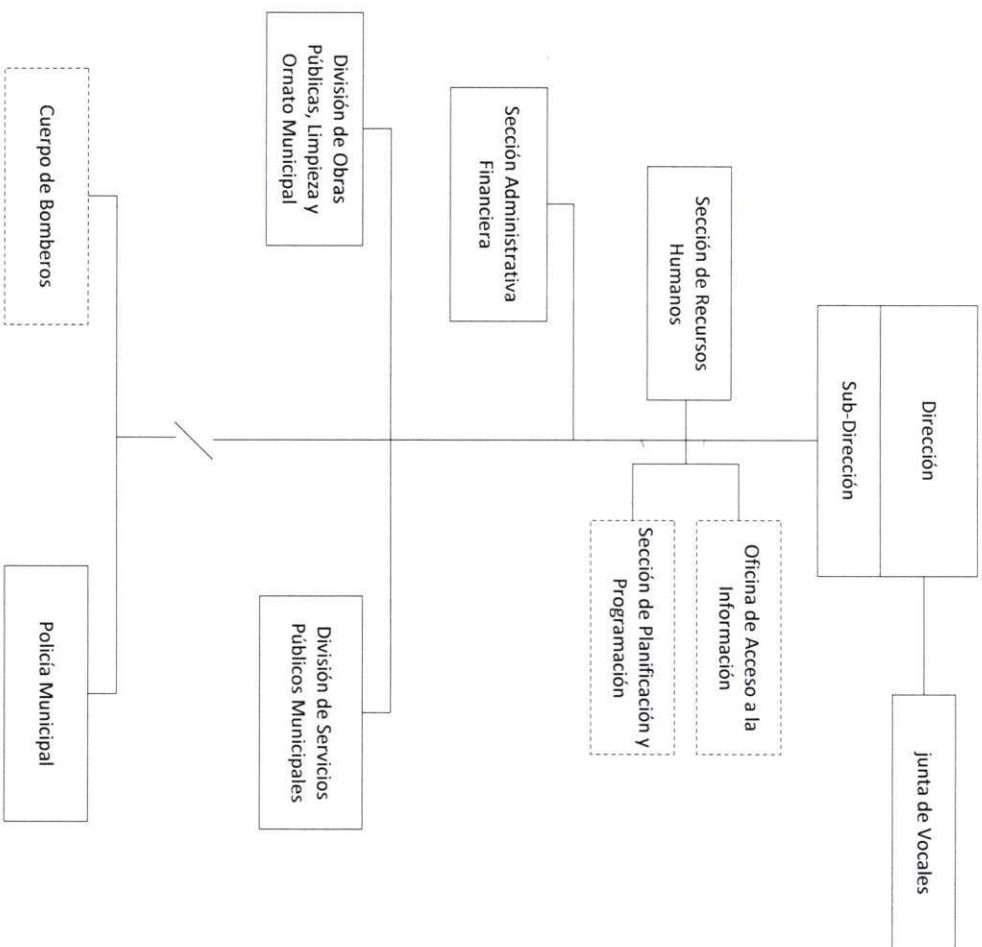 junta de Vocales
Dirección
Sub-Dirección
Oficina de Acceso a la
Información
Sección de Recursos
Humanos
Sección de Planificación y
Programación
Sección Administrativa
Financiera
División de Obras
Públicas, Limpieza y
Ornato Municipal
División de Servicios
Públicos Municipales
Cuerpo de Bomberos
Policía Municipal